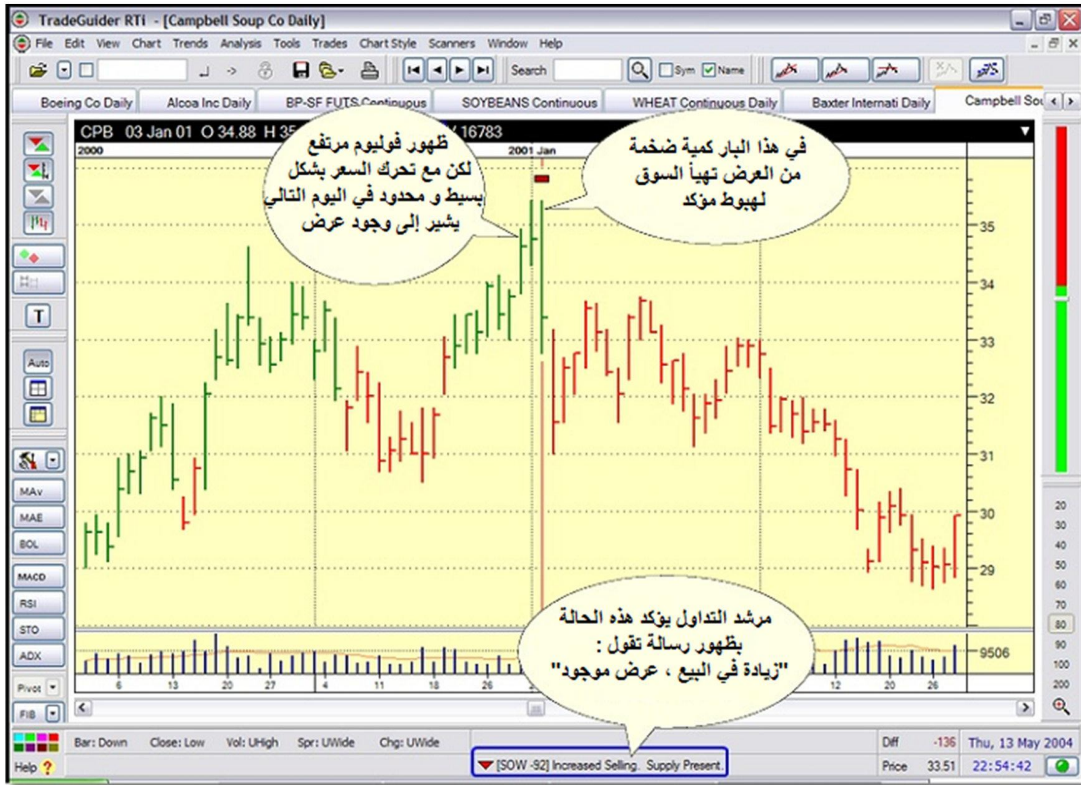 TradeGuider RTi - [Campbell Soup Co Daily]
File Edit View Chart Trends Analysis Tools Trades Chart Style Scanners Window Help
Search Sym Name
Boeing Co Daily Alcoa Inc Daily BP-SF FUTS Continuous SOYBEANS Continuous WHEAT Continuous Daily Baxter Internati Daily Campbell Sou
CPB 03 Jan 01 O 34.88 H 35 / 16783
2000 2001 Jan
ظهور فوليوم مرتفع
لكن مع تحرك السعر بشكل
بسيط و محدود في اليوم التالي
يشير إلى وجود عرض
في هذا البار كمية ضخمة
من العرض تهيأ السوق
لهبوط مؤكد
35
34
33
32
31
30
29
T
Auto
MAv
MAE
BOL
MACD
RSI
STO
ADX
Pivot
FIB
مرشد التداول يؤكد هذه الحالة
بظهور رسالة تقول :
"زيادة في البيع ، عرض موجود"
9506
6 13 20 27 4 11 18 26 12 20 26
20
30
40
50
60
70
80
90
100
200
Bar: Down Close: Low Vol: UHigh Spr: UWide Chg: UWide Diff -136 Thu, 13 May 2004
Help ? [SOW -92] Increased Selling. Supply Present. Price 33.51 22:54:42